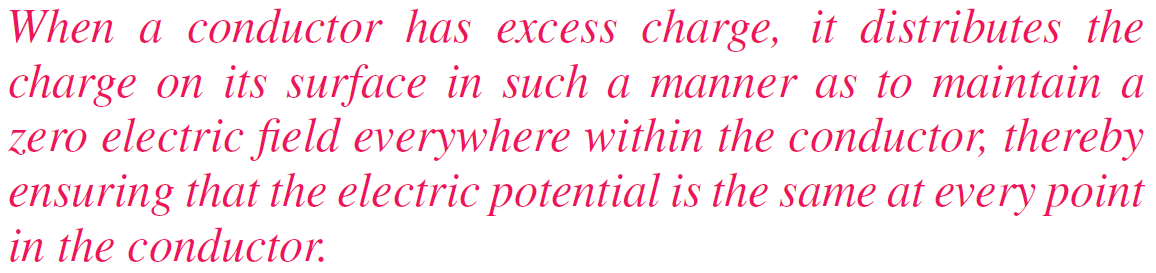 When a conductor has excess charge, it distributes the
charge on its surface in such a manner as to maintain a
zero electric field everywhere within the conductor, thereby
ensuring that the electric potential is the same at every point
in the conductor.